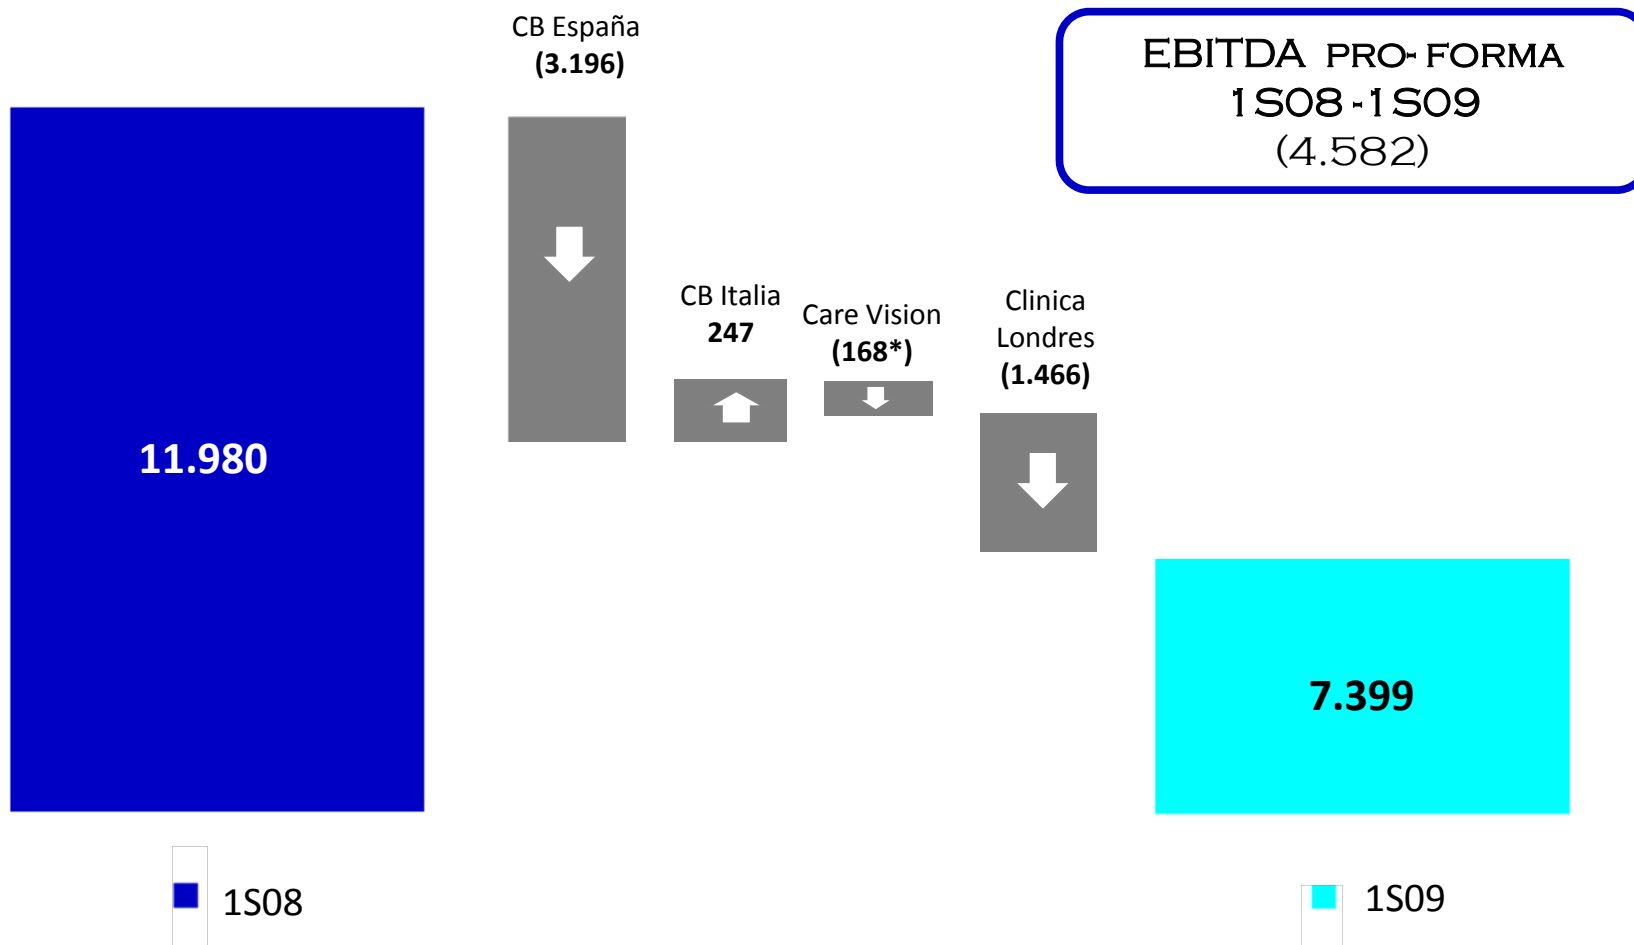 CB España
(3.196)
EBITDA PRO-FORMA
1S08-1S09
(4.582)
CB Italia
247
Care Vision
(168*)
Clinica
Londres
(1.466)
11.980
7.399
1S08
1S09